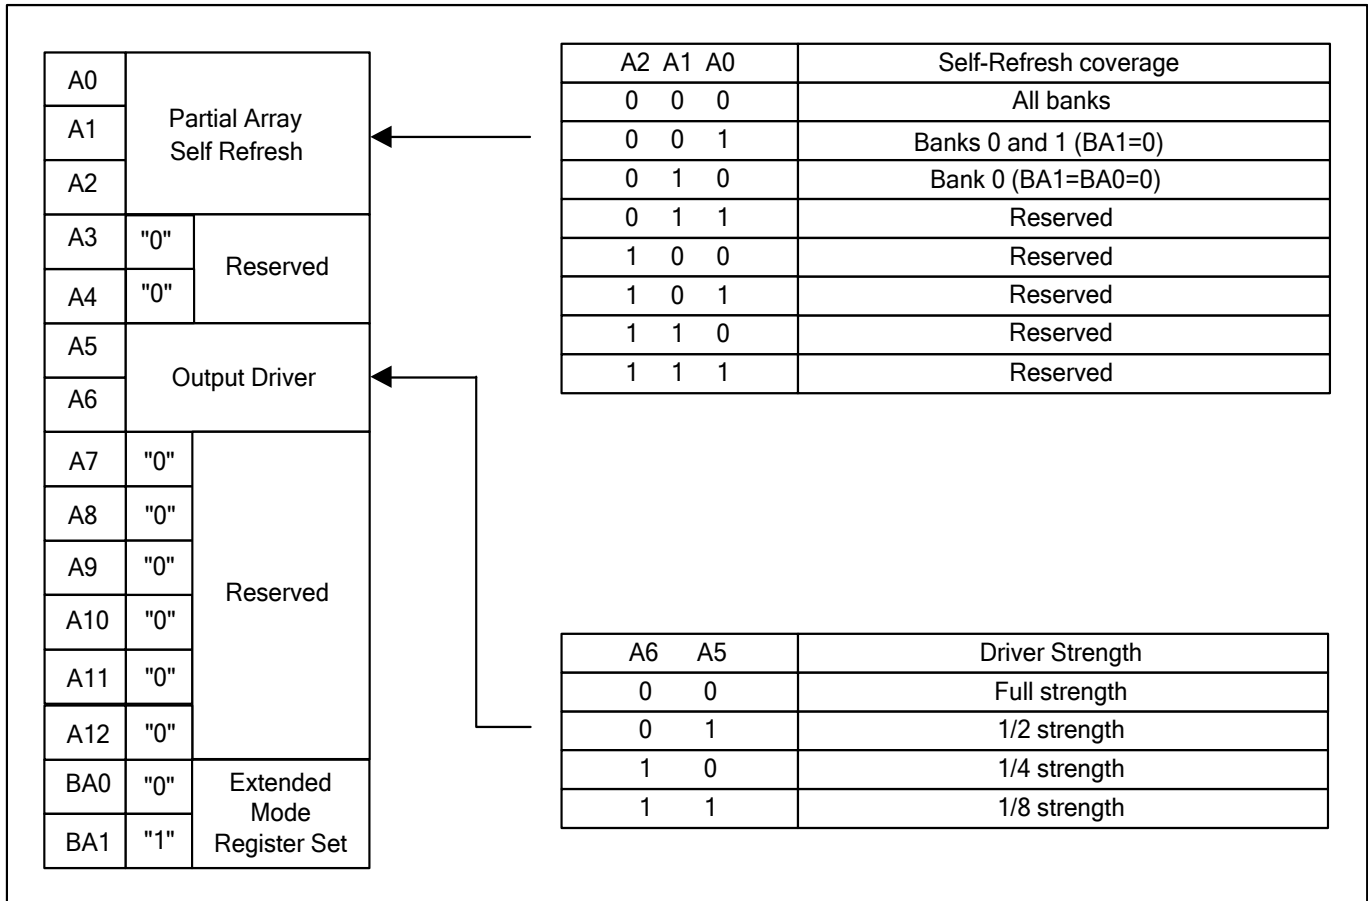 A0
A1
A2
Partial Array
Self Refresh
A3 "0"
A4 "0"
Reserved
A5
A6
Output Driver
A7 "0"
A8 "0"
A9 "0"
A10 "0"
A11 "0"
A12 "0"
Reserved
BA0 "0"
BA1 "1"
Extended
Mode
Register Set
A2 A1 A0 Self-Refresh coverage
0 0 0 All banks
0 0 1 Banks 0 and 1 (BA1=0)
0 1 0 Bank 0 (BA1=BA0=0)
0 1 1 Reserved
1 0 0 Reserved
1 0 1 Reserved
1 1 0 Reserved
1 1 1 Reserved
A6 A5 Driver Strength
0 0 Full strength
0 1 1/2 strength
1 0 1/4 strength
1 1 1/8 strength